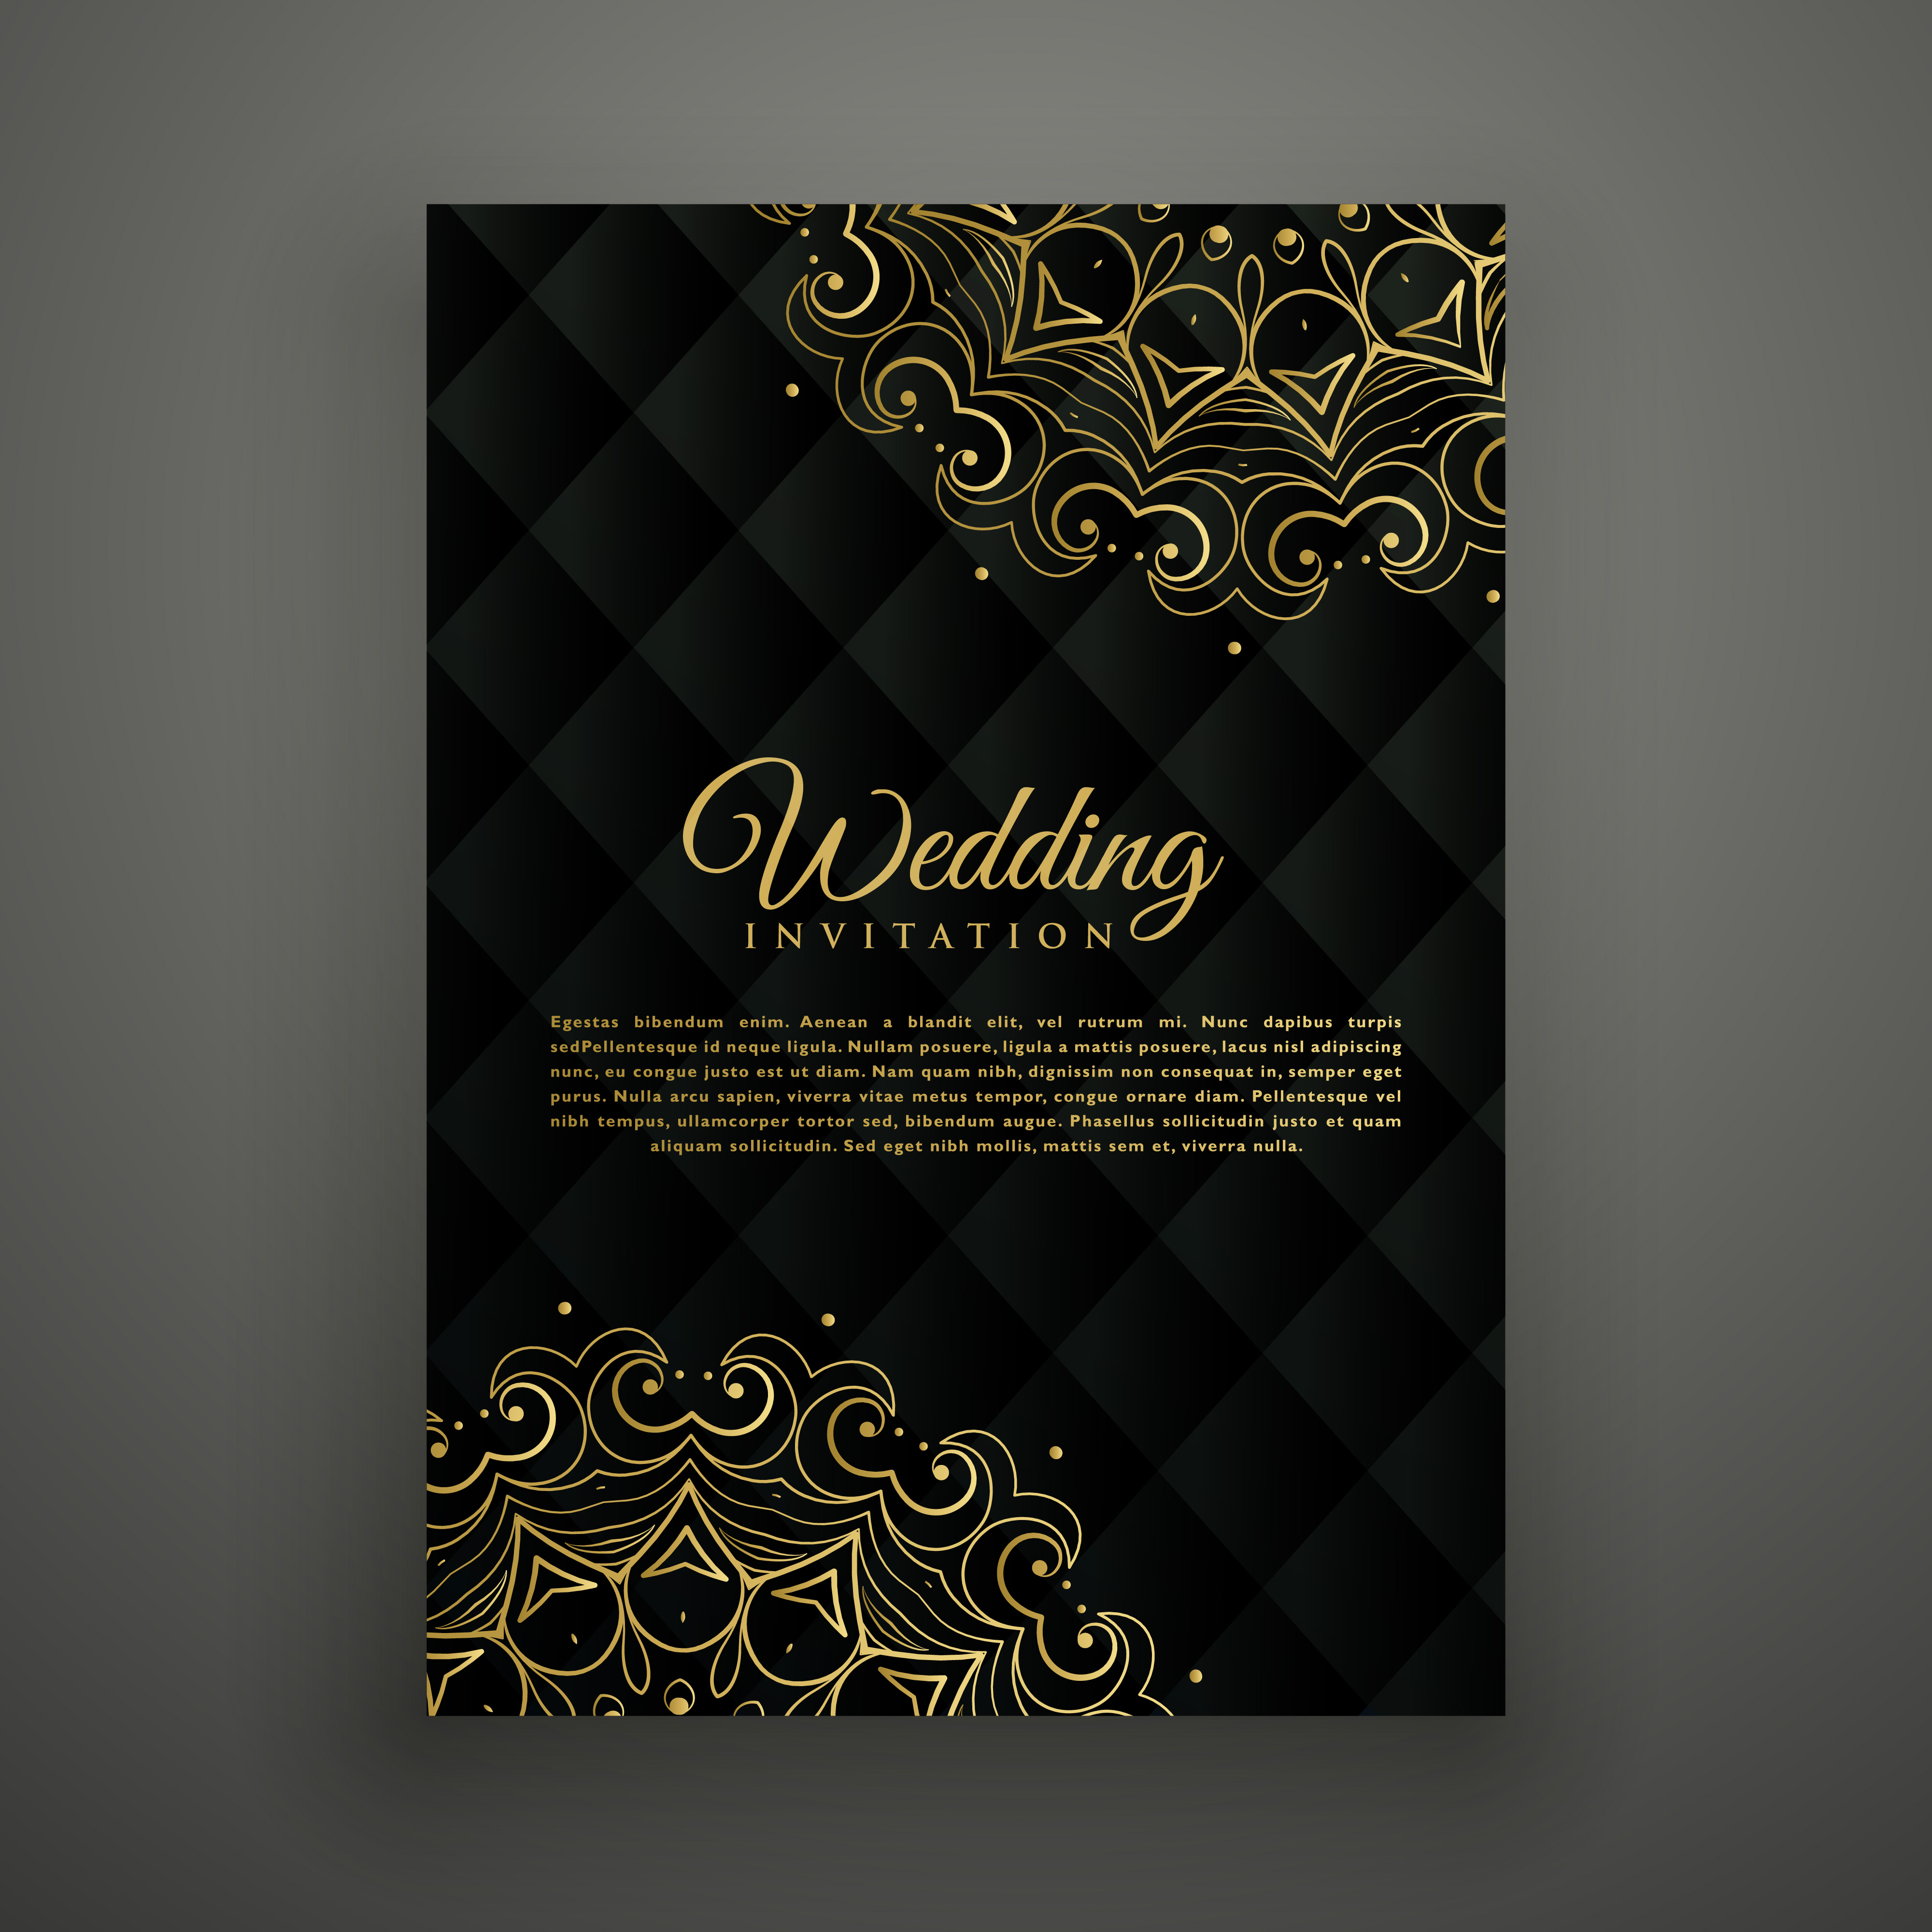 Wedding
INVITATION
Egestas bibendum enim. Aenean a blandit elit, vel rutrum mi. Nunc dapibus turpis
sedPellentesque id neque ligula. Nullam posuere, ligula a mattis posuere, lacus nisl adipiscing
nunc, eu congue justo est ut diam. Nam quam nibh, dignissim non consequat in, semper eget
purus. Nulla arcu sapien, viverra vitae metus tempor, congue ornare diam. Pellentesque vel
nibh tempus, ullamcorper tortor sed, bibendum augue. Phasellus sollicitudin justo et quam
aliquam sollicitudin. Sed eget nibh mollis, mattis sem et, viverra nulla.